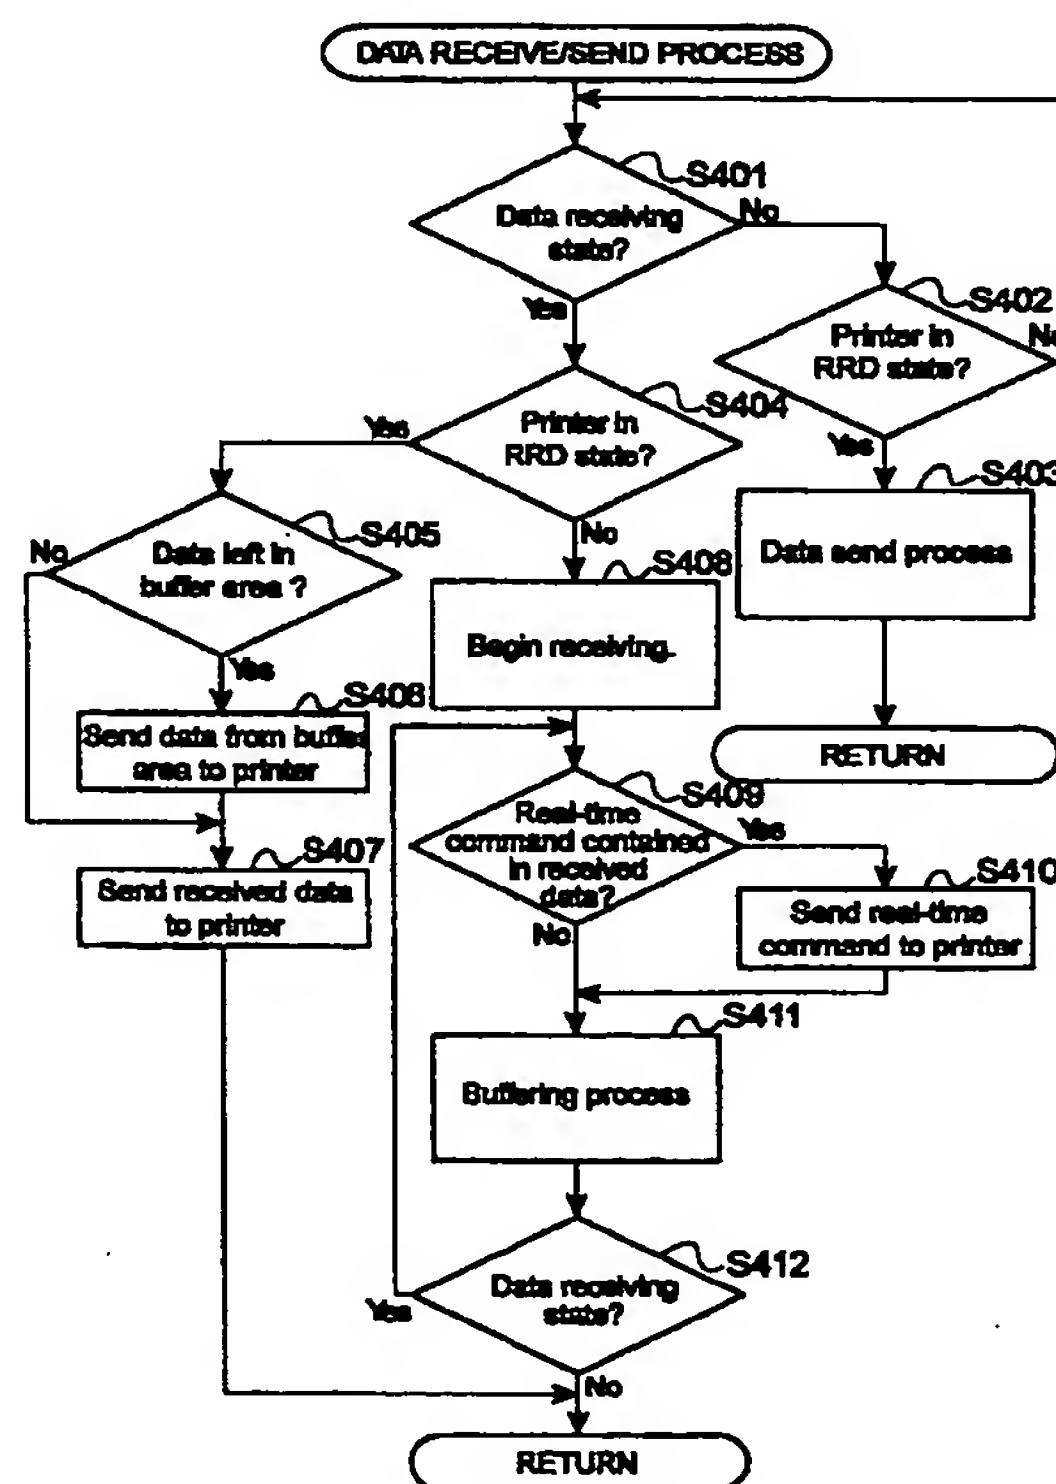 DATA RECEIVE/SEND PROCESS
S401
Data receiving
state?
No
Yes
S402
Printer in
RRD state?
No
Yes
S403
Data send process
RETURN
S404
Printer in
RRD state?
Yes
No
S405
Data left in
buffer area ?
No
Yes
S406
Send data from buffer
area to printer
S407
Send received data
to printer
S408
Begin receiving.
S409
Real-time
command contained
in received
data?
Yes
No
S410
Send real-time
command to printer
S411
Buffering process
S412
Data receiving
state?
Yes
No
RETURN